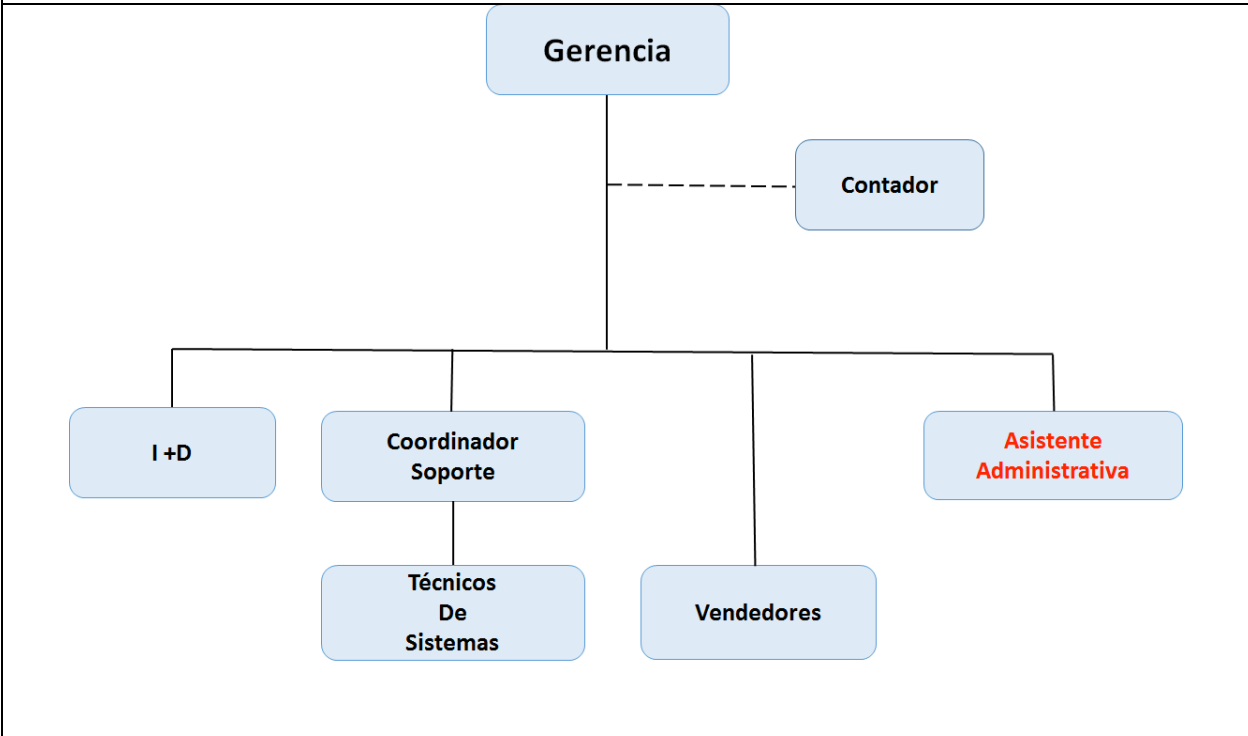 Gerencia
Contador
I +D
Coordinador
Soporte
Asistente
Administrativa
Técnicos
De
Sistemas
Vendedores